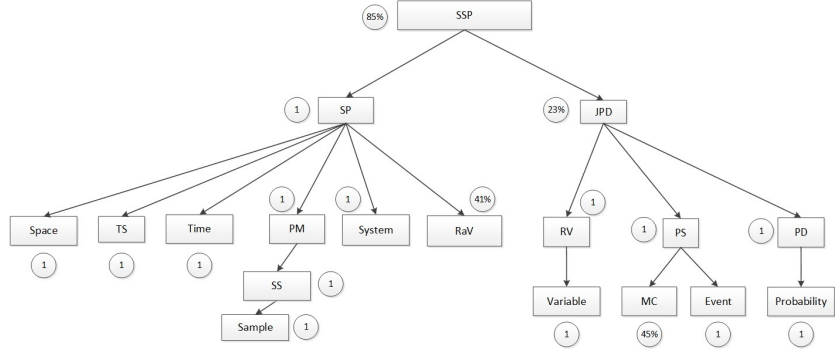 85%
SSP
1
SP
23%
JPD
1
1
41%
1
Space
TS
Time
PM
System
RaV
RV
1
PS
1
PD
1
1
1
SS
1
Variable
MC
Event
Probability
Sample
1
1
45%
1
1